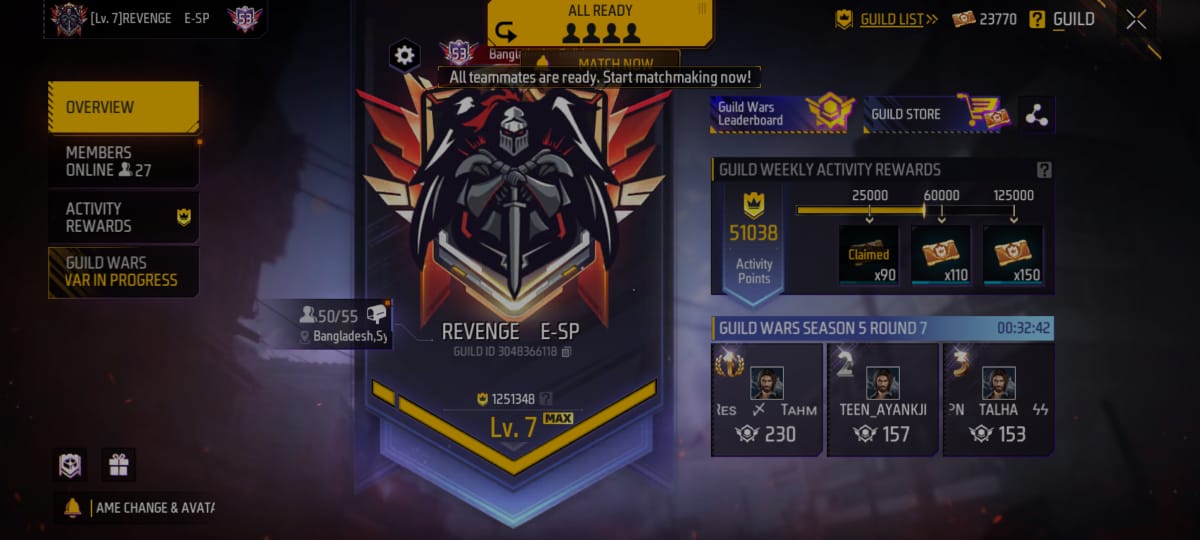 [Lv. 7]REVENGE E-SP
53
ALL READY
GUILD LIST
23770
GUILD
53
Bangl
MATCH NOW
All teammates are ready. Start matchmaking now!
OVERVIEW
MEMBERS
ONLINE 27
ACTIVITY
REWARDS
GUILD WARS
VAR IN PROGRESS
50/55
Bangladesh,Sy
REVENGE E-SP
GUILD ID 3048366118
1251348
Lv. 7 MAX
Guild Wars
Leaderboard
GUILD STORE
GUILD WEEKLY ACTIVITY REWARDS
25000 60000 125000
51038
Activity
Points
Claimed
x90
x110
x150
GUILD WARS SEASON 5 ROUND 7 00:32:42
1 2 3
TAHM TEEN_AYANKJI PN TALHA
230 157 153
AME CHANGE & AVATA